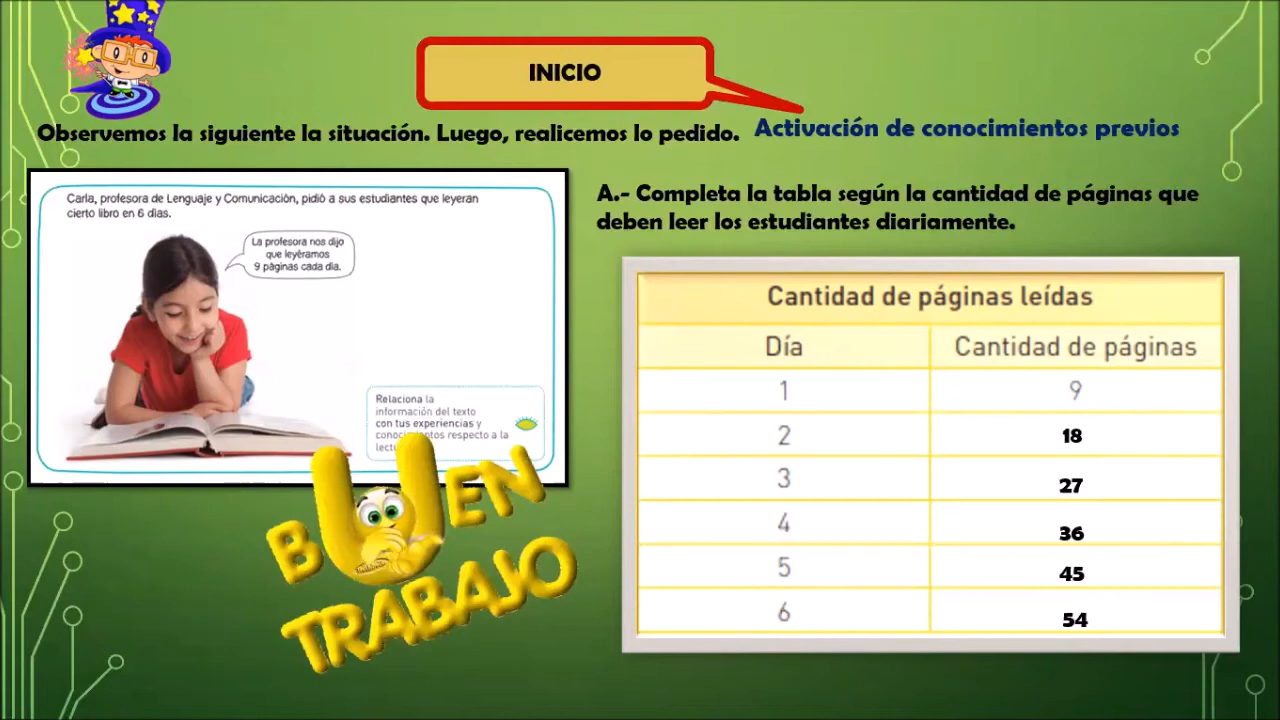 INICIO
Observemos la siguiente la situación. Luego, realicemos lo pedido.
Activación de conocimientos previos
Carla, profesora de Lenguaje y Comunicación, pidió a sus estudiantes que leyeran
cierto libro en 6 días.
La profesora nos dijo
que leyéramos
9 páginas cada día.
Relaciona la
información del texto
con tus experiencias y
respecto a la
BUEN
TRABAJO
A.- Completa la tabla según la cantidad de páginas que
deben leer los estudiantes diariamente.
Cantidad de páginas leídas
Día Cantidad de páginas
1 9
2 18
3 27
4 36
5 45
6 54